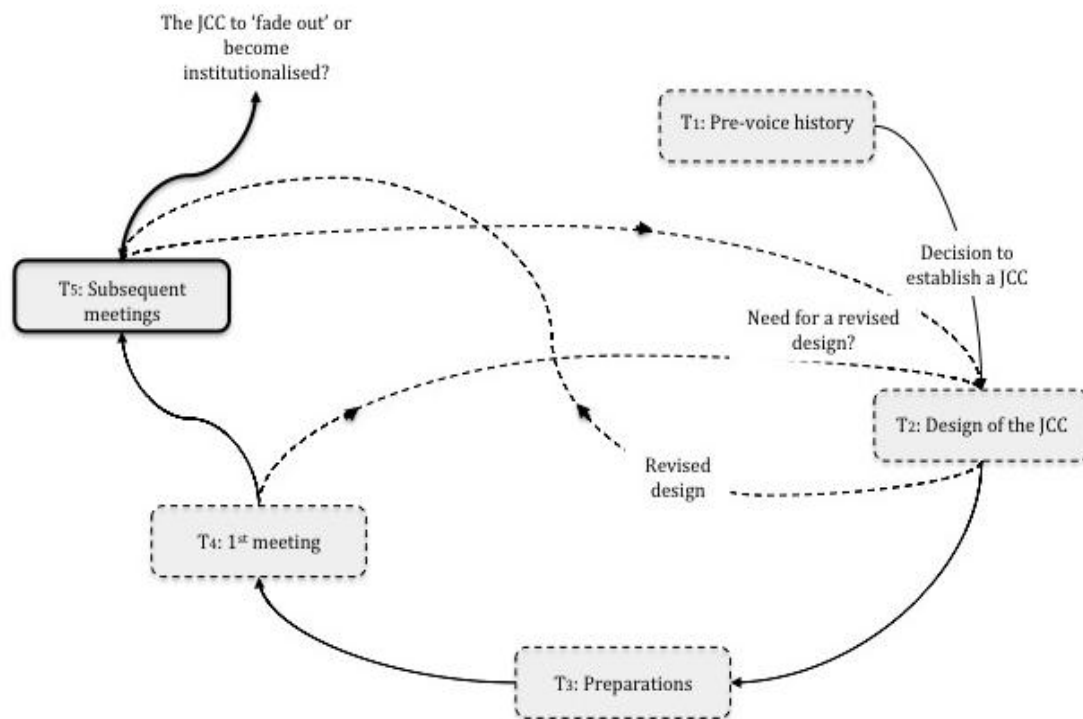 The JCC to ‘fade out’ or
become
institutionalised?
T1: Pre-voice history
Decision to
establish a JCC
T5: Subsequent
meetings
Need for a revised
design?
T2: Design of the JCC
Revised
design
T4: 1st meeting
T3: Preparations